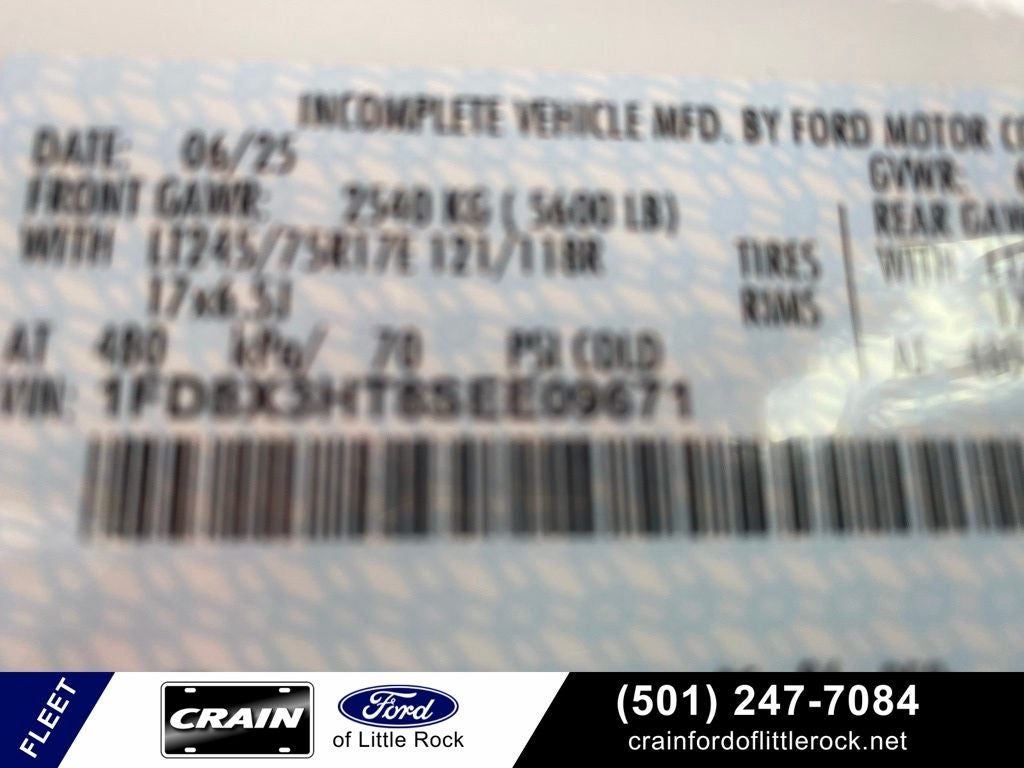 INCOMPLETE VEHICLE MFD. BY FORD MOTOR
DATE: 06/25
GVWR:
FRONT GAWR: 2540 KG ( 5600 LB)
REAR
WITH LT245/75R17E 121/118R TIRES
WITH
17x6.5J RIMS
AT 480 kPa/ 70 PSI COLD
AT
VIN: 1FD8X3HT8SEE09671
FLEET
CRAIN
Ford
of Little Rock
(501) 247-7084
crainfordoflittlerock.net